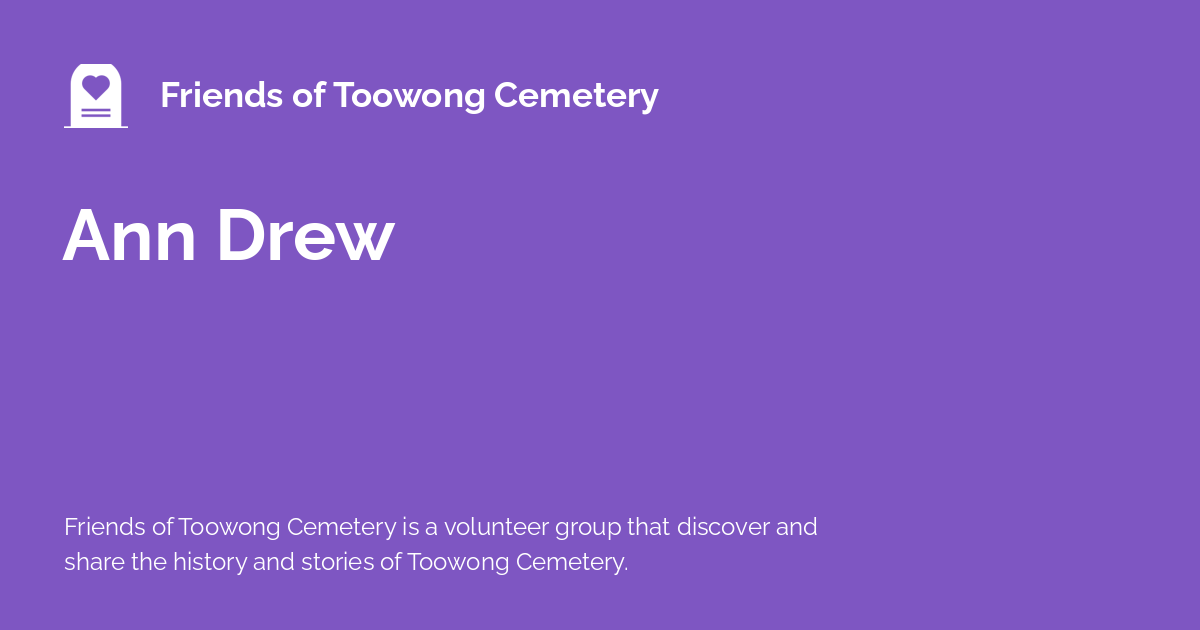 Friends of Toowong Cemetery
Ann Drew
Friends of Toowong Cemetery is a volunteer group that discover and
share the history and stories of Toowong Cemetery.